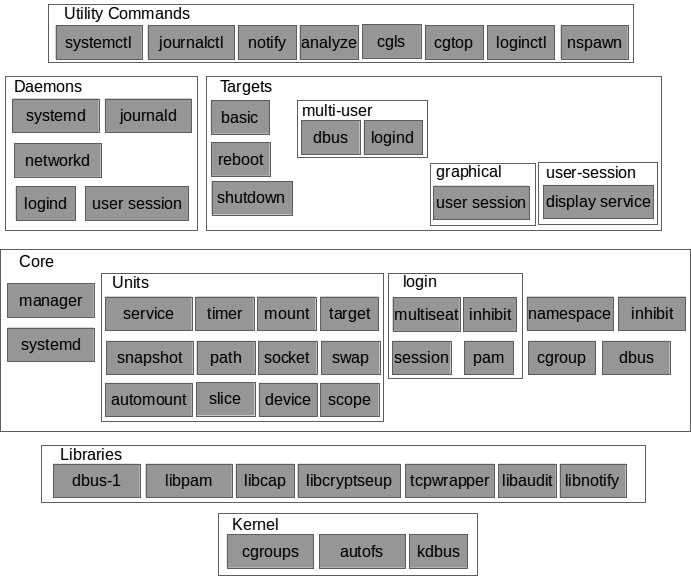 Utility Commands
systemctl journalctl notify analyze cgls cgtop loginctl nspawn
Daemons
systemd journald
networkd
logind user session
Targets
basic
reboot
shutdown
multi-user
dbus logind
graphical
user session
user-session
display service
Core
manager
systemd
Units
service timer mount target
snapshot path socket swap
automount slice device scope
login
multiseat inhibit
session pam
namespace inhibit
cgroup dbus
Libraries
dbus-1 libpam libcap libcryptseup tcpwrapper libaudit libnotify
Kernel
cgroups autofs kdbus